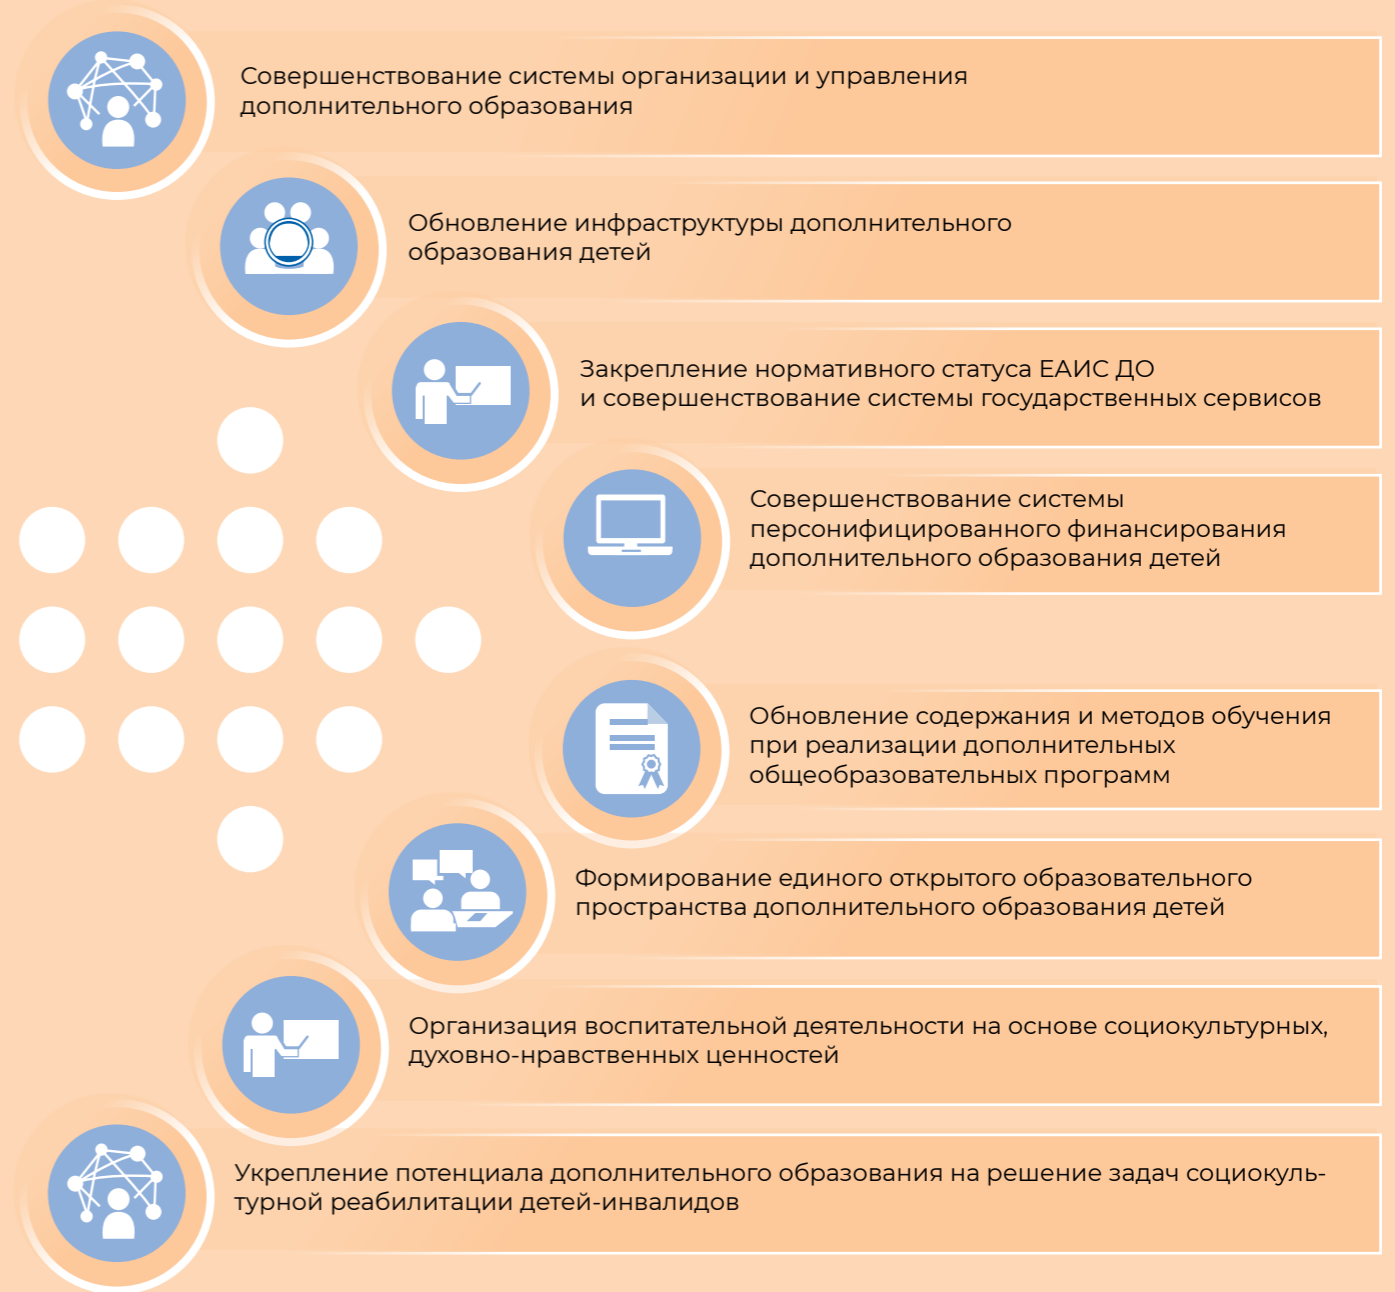 Совершенствование системы организации и управления
дополнительного образования
Обновление инфраструктуры дополнительного
образования детей
Закрепление нормативного статуса ЕАИС ДО
и совершенствование системы государственных сервисов
Совершенствование системы
персонифицированного финансирования
дополнительного образования детей
Обновление содержания и методов обучения
при реализации дополнительных
общеобразовательных программ
Формирование единого открытого образовательного
пространства дополнительного образования детей
Организация воспитательной деятельности на основе социокультурных,
духовно-нравственных ценностей
Укрепление потенциала дополнительного образования на решение задач социокуль-
турной реабилитации детей-инвалидов